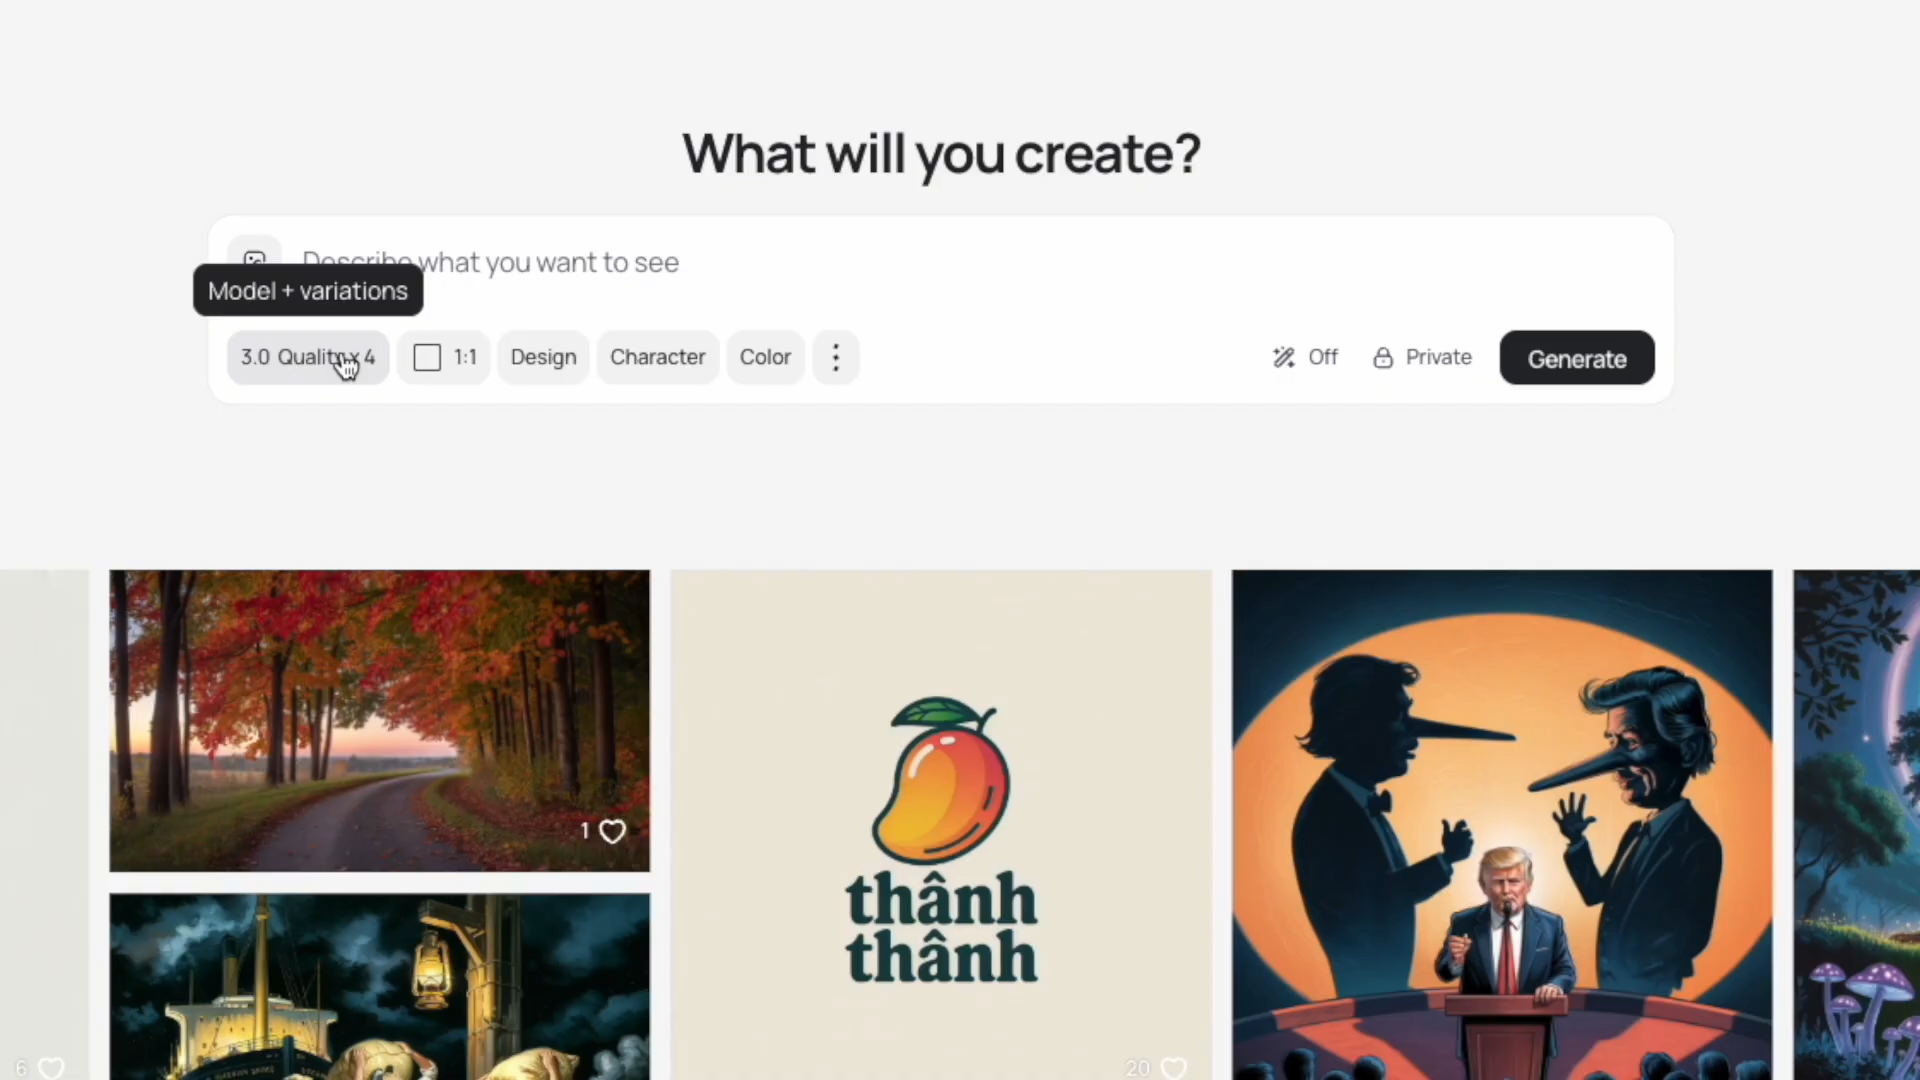 What will you create?
Describe what you want to see
Model + variations
3.0 Quality x 4
1:1
Design
Character
Color
Off
Private
Generate
1
thânh
thânh
6
20